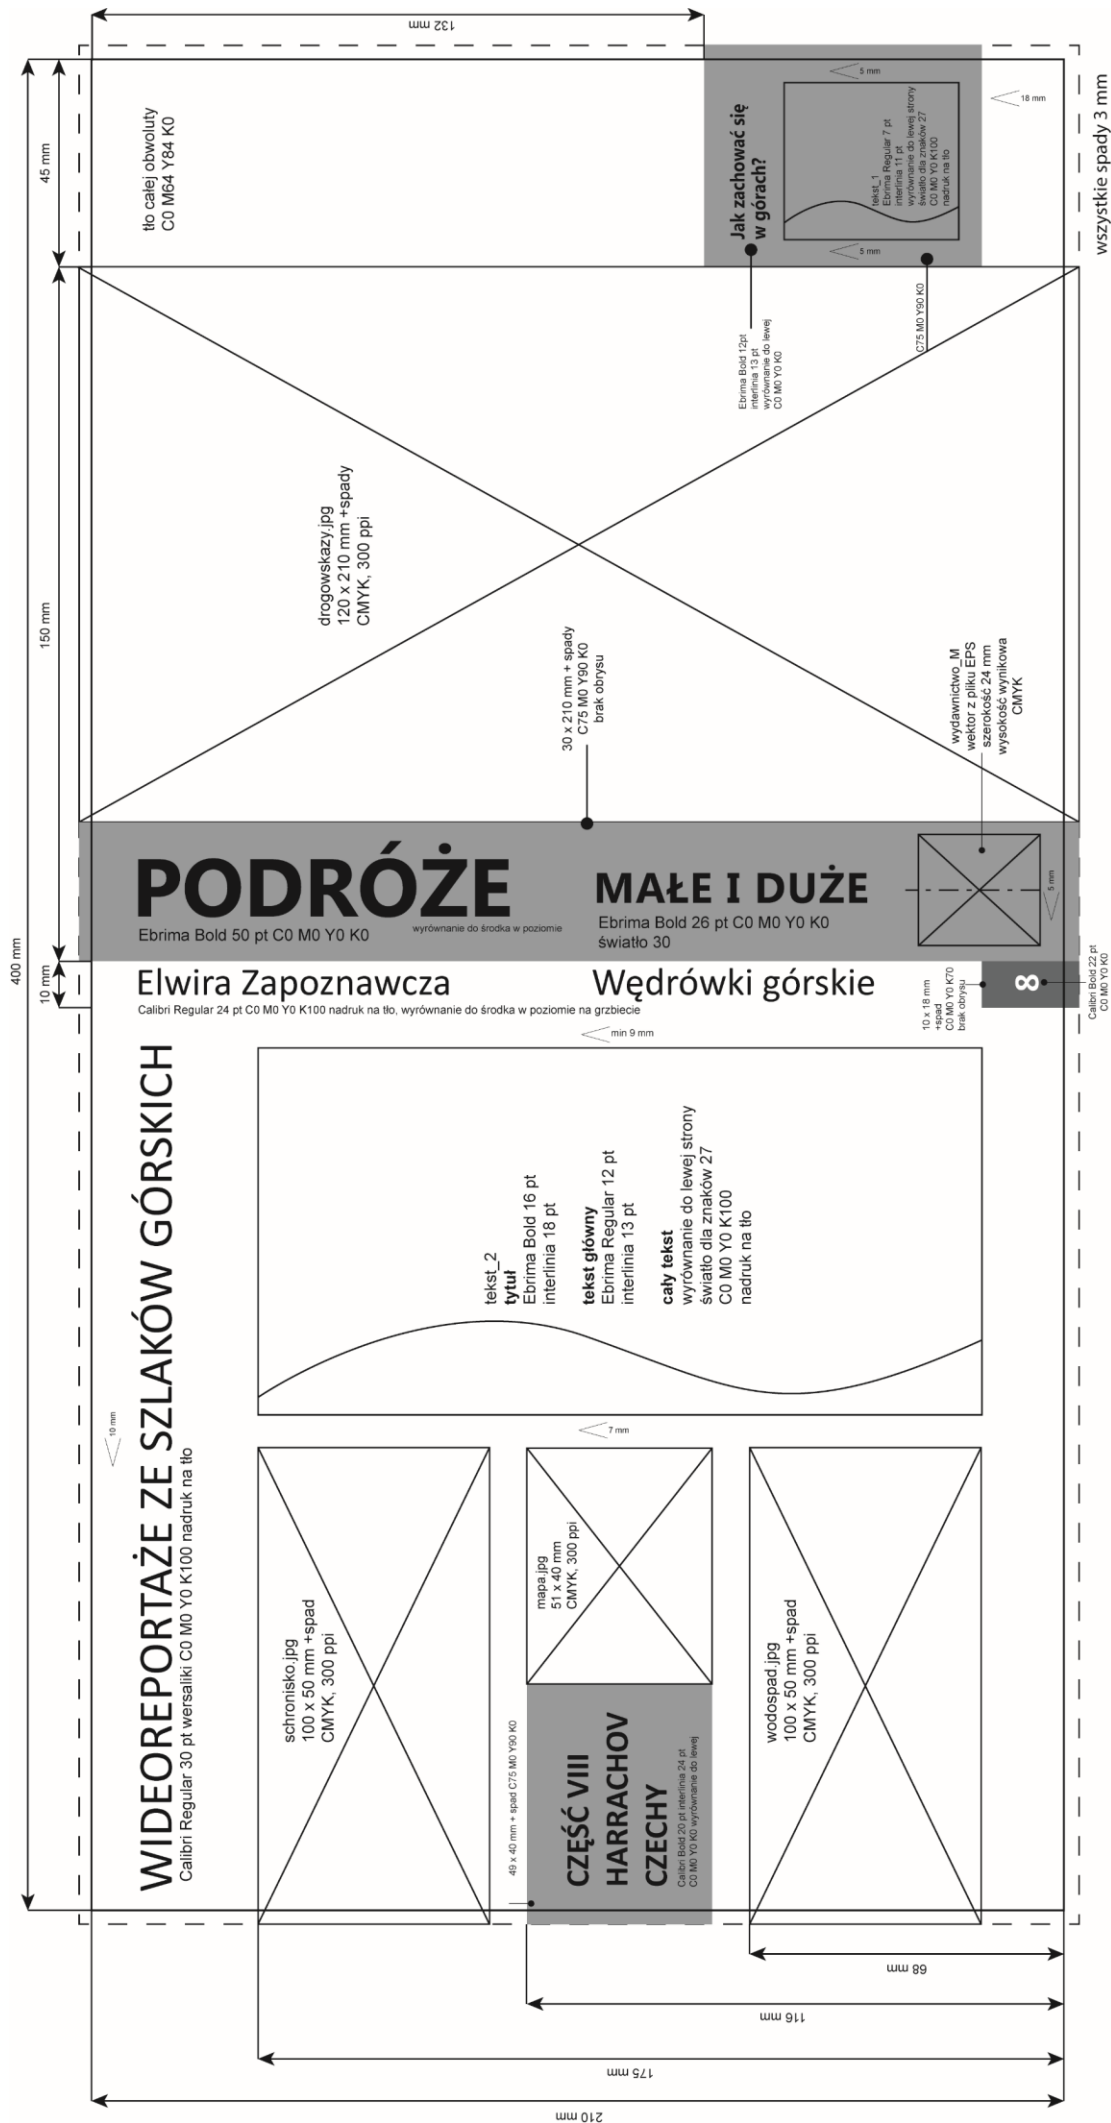 132 mm
45 mm
150 mm
10 mm
400 mm
tło całej obwoluty
C0 M64 Y84 K0
5 mm
18 mm
Jak zachować się
w górach?
tekst_1
Ebrima Regular 7 pt
interlinia 11 pt
wyrównanie do lewej strony
światło dla znaków 27
C0 M0 Y0 K100
nadruk na tło
5 mm
wszystkie spady 3 mm
Ebrima Bold 12pt
interlinia 13 pt
wyrównanie do lewej
C0 M0 Y0 K0
C75 M0 Y90 K0
drogowskazy.jpg
120 x 210 mm +spady
CMYK, 300 ppi
30 x 210 mm + spady
C75 M0 Y90 K0
brak obrysu
wydawnictwo_M
wektor z pliku EPS
szerokość 24 mm
wysokość wynikowa
CMYK
PODRÓŻE
Ebrima Bold 50 pt C0 M0 Y0 K0
wyrównanie do środka w poziomie
MAŁE I DUŻE
Ebrima Bold 26 pt C0 M0 Y0 K0
światło 30
5 mm
Elwira Zapoznawcza
Wędrówki górskie
Calibri Regular 24 pt C0 M0 Y0 K100 nadruk na tło, wyrównanie do środka w poziomie na grzbiecie
10 x 18 mm
+spad
C0 M0 Y0 K70
brak obrysu
8
Calibri Bold 22 pt
C0 M0 Y0 K0
min 9 mm
WIDEOREPORTAŻE ZE SZLAKÓW GÓRSKICH
Calibri Regular 30 pt wersaliki C0 M0 Y0 K100 nadruk na tło
10 mm
tekst_2
tytuł
Ebrima Bold 16 pt
interlinia 18 pt
tekst główny
Ebrima Regular 12 pt
interlinia 13 pt
cały tekst
wyrównanie do lewej strony
światło dla znaków 27
C0 M0 Y0 K100
nadruk na tło
7 mm
schronisko.jpg
100 x 50 mm +spad
CMYK, 300 ppi
mapa.jpg
51 x 40 mm
CMYK, 300 ppi
49 x 40 mm + spad C75 M0 Y90 K0
CZĘŚĆ VIII
HARRACHOV
CZECHY
Calibri Bold 20 pt interlinia 24 pt
C0 M0 Y0 K0 wyrównanie do lewej
wodospad.jpg
100 x 50 mm +spad
CMYK, 300 ppi
68 mm
116 mm
175 mm
210 mm